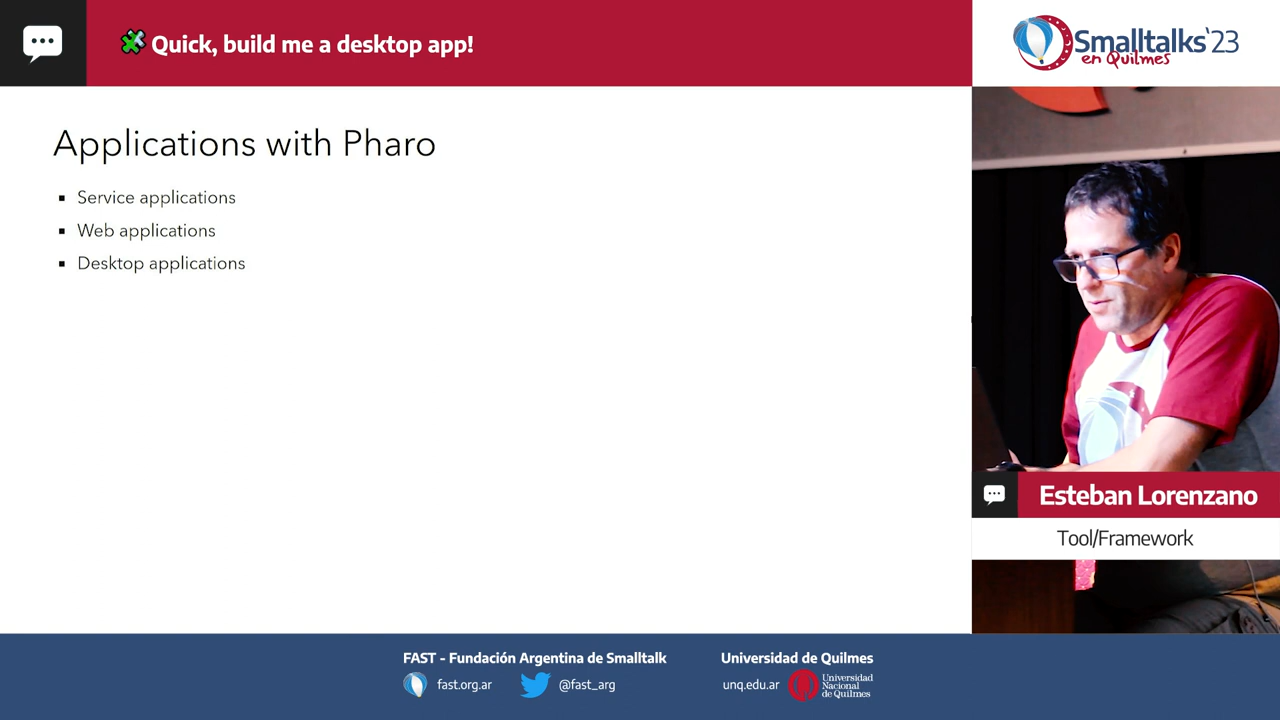 Quick, build me a desktop app!
Smalltalks'23
en Quilmes
Applications with Pharo
Service applications
Web applications
Desktop applications
Esteban Lorenzano
Tool/Framework
FAST - Fundación Argentina de Smalltalk
fast.org.ar
@fast_arg
Universidad de Quilmes
unq.edu.ar
Universidad
Nacional
de Quilmes